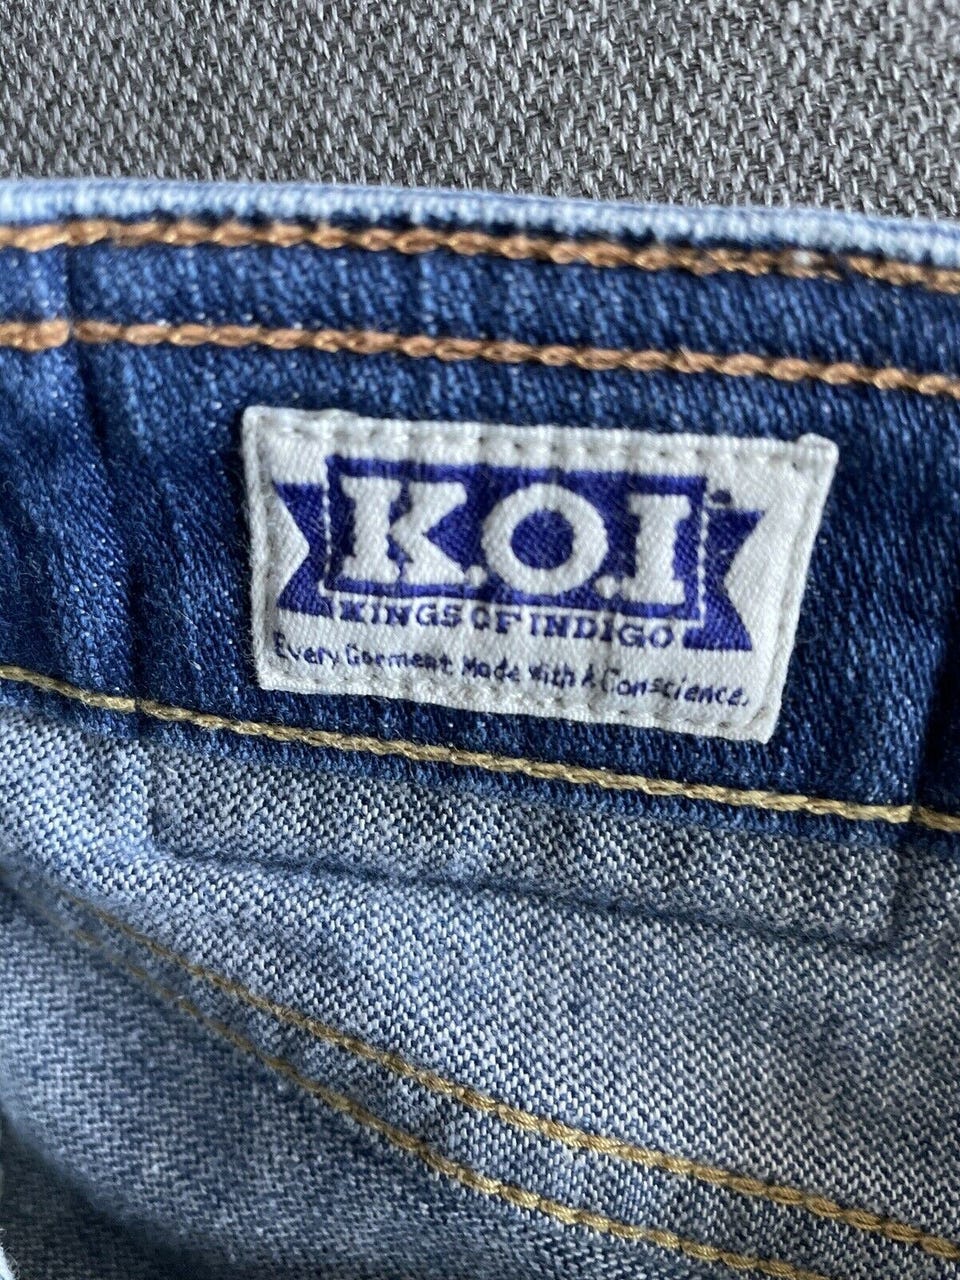 K.O.I
KINGS OF INDIGO
Every Garment Made With A Conscience.